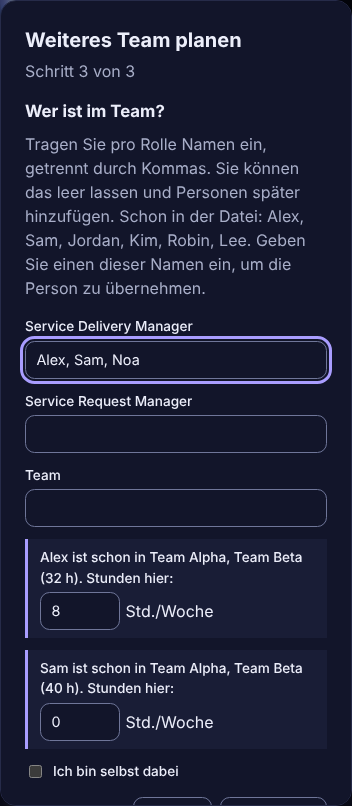 Weiteres Team planen
Schritt 3 von 3
Wer ist im Team?
Tragen Sie pro Rolle Namen ein,
getrennt durch Kommas. Sie können
das leer lassen und Personen später
hinzufügen. Schon in der Datei: Alex,
Sam, Jordan, Kim, Robin, Lee. Geben
Sie einen dieser Namen ein, um die
Person zu übernehmen.
Service Delivery Manager
Alex, Sam, Noa
Service Request Manager
Team
Alex ist schon in Team Alpha, Team Beta
(32 h). Stunden hier:
8 Std./Woche
Sam ist schon in Team Alpha, Team Beta
(40 h). Stunden hier:
0 Std./Woche
Ich bin selbst dabei